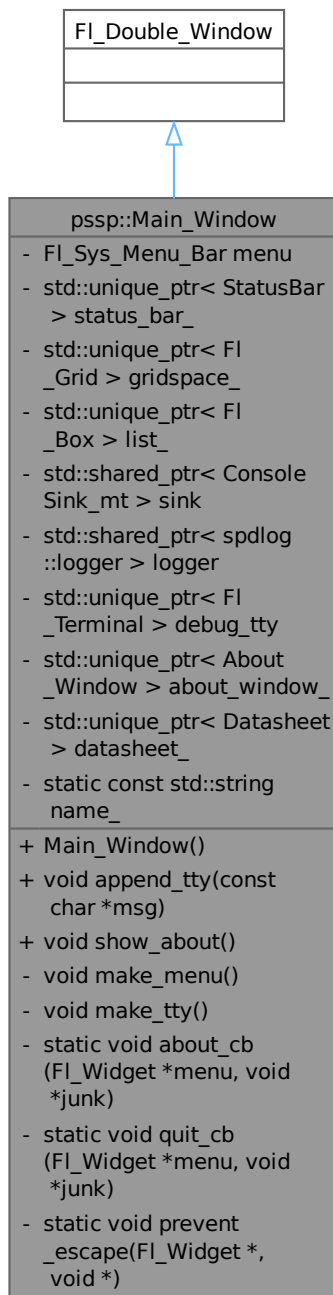 Fl_Double_Window
pssp::Main_Window
- Fl_Sys_Menu_Bar menu
- std::unique_ptr< StatusBar
> status_bar_
- std::unique_ptr< Fl
_Grid > gridspace_
- std::unique_ptr< Fl
_Box > list_
- std::shared_ptr< Console
Sink_mt > sink
- std::shared_ptr< spdlog
::logger > logger
- std::unique_ptr< Fl
_Terminal > debug_tty
- std::unique_ptr< About
_Window > about_window_
- std::unique_ptr< Datasheet
> datasheet_
- static const std::string
name_
+ Main_Window()
+ void append_tty(const
char *msg)
+ void show_about()
- void make_menu()
- void make_tty()
- static void about_cb
(Fl_Widget *menu, void
*junk)
- static void quit_cb
(Fl_Widget *menu, void
*junk)
- static void prevent
_escape(Fl_Widget *,
void *)